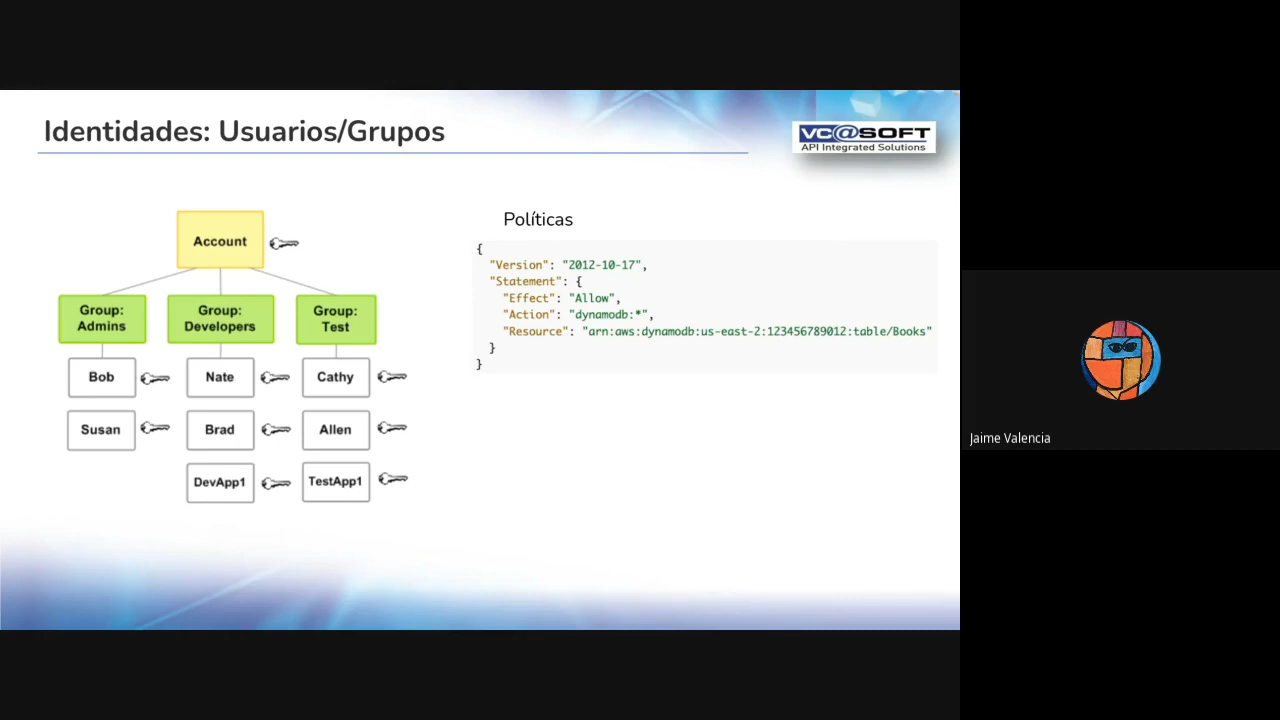 Identidades: Usuarios/Grupos
VC@SOFT
API Integrated Solutions
Account
Group:
Admins
Group:
Developers
Group:
Test
Bob
Nate
Cathy
Susan
Brad
Allen
DevApp1
TestApp1
Políticas
{
"Version": "2012-10-17",
"Statement": {
"Effect": "Allow",
"Action": "dynamodb:*",
"Resource": "arn:aws:dynamodb:us-east-2:123456789012:table/Books"
}
}
Jaime Valencia